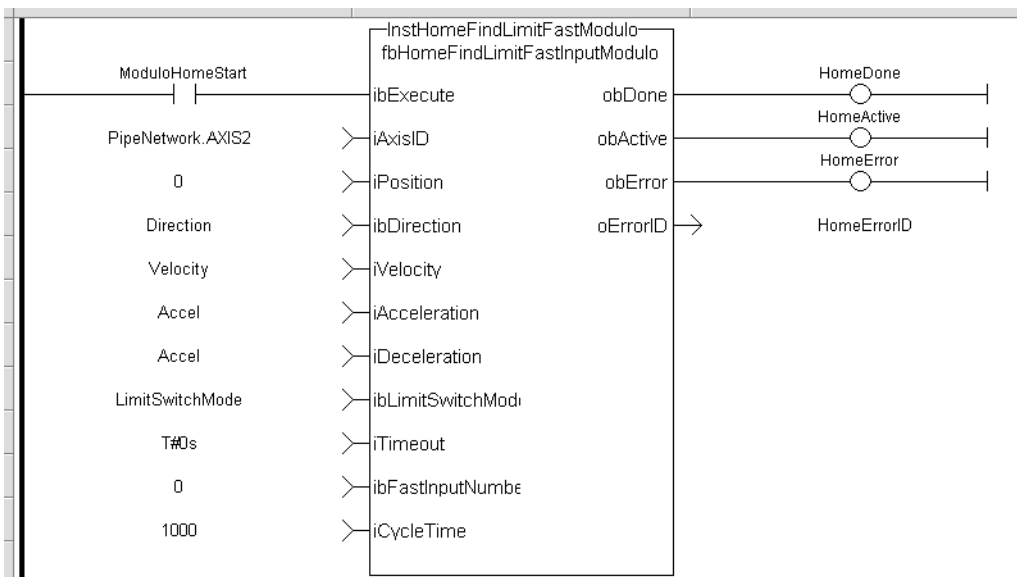 InstHomeFindLimitFastModulo
fbHomeFindLimitFastInputModulo
ModuloHomeStart
ibExecute
obDone
HomeDone
PipeNetwork.AXIS2
iAxisID
obActive
HomeActive
0
iPosition
obError
HomeError
Direction
ibDirection
oErrorID
HomeErrorID
Velocity
iVelocity
Accel
iAcceleration
Accel
iDeceleration
LimitSwitchMode
ibLimitSwitchMod
T#0s
iTimeout
0
ibFastInputNumbe
1000
iCycleTime